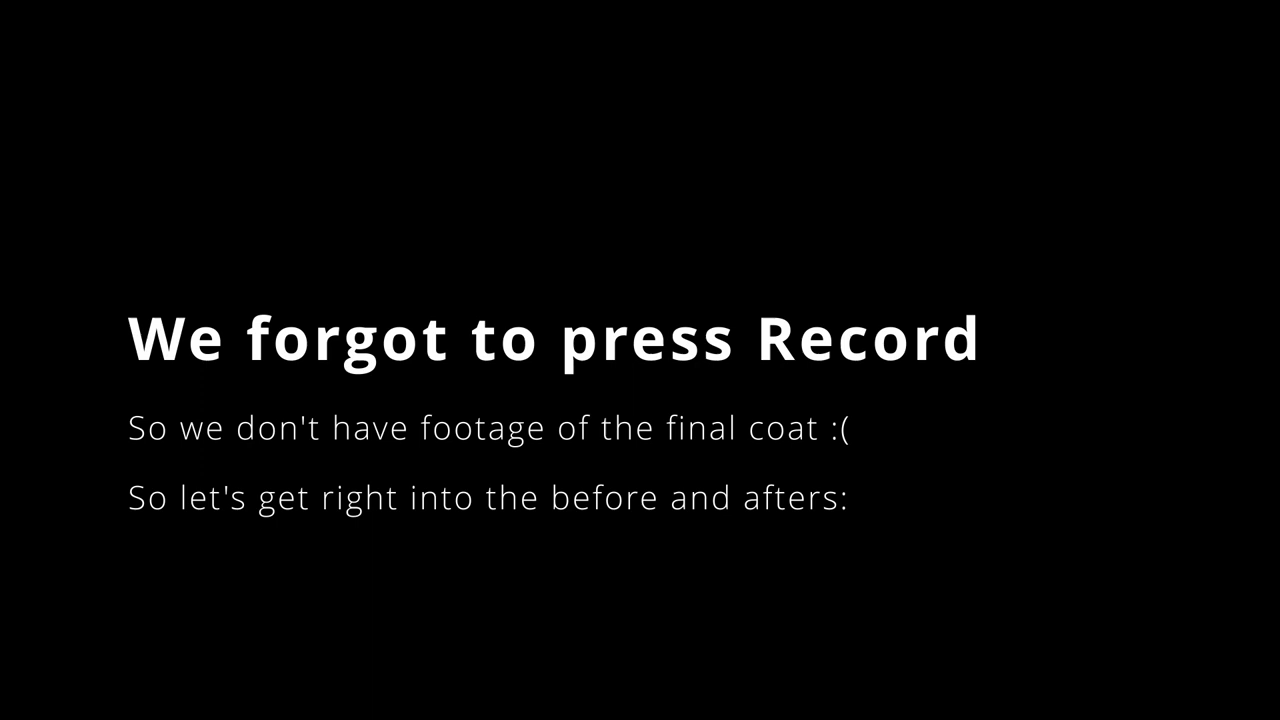 We forgot to press Record
So we don't have footage of the final coat :(
So let's get right into the before and afters: